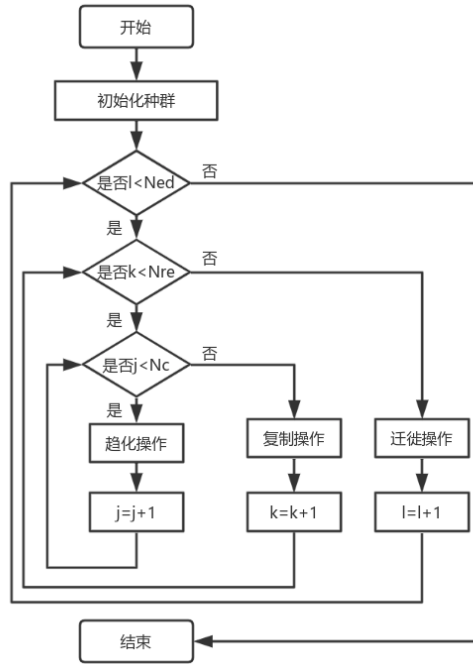 开始
初始化种群
是否l<Ned
否
是
是否k<Nre
否
是
是否j<Nc
否
是
趋化操作
复制操作
迁徙操作
j=j+1
k=k+1
l=l+1
结束